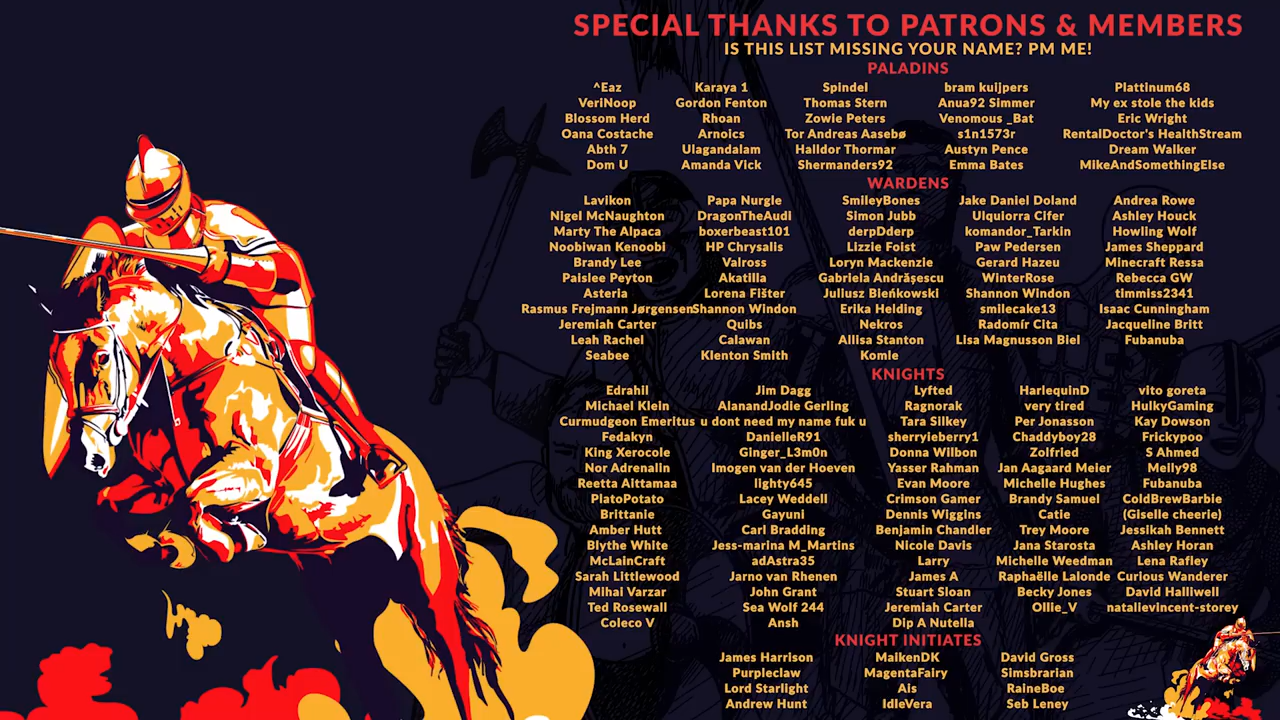 SPECIAL THANKS TO PATRONS & MEMBERS
IS THIS LIST MISSING YOUR NAME? PM ME!
PALADINS
^Eaz Karaya 1 Spindel bram kuijpers Plattinum68
VeriNoop Gordon Fenton Thomas Stern Anua92 Simmer My ex stole the kids
Blossom Herd Rhoan Zowie Peters Venomous _Bat Eric Wright
Oana Costache Arnoics Tor Andreas Aasebø s1n1573r RentalDoctor's HealthStream
Abth 7 Ulagandalam Halldor Thormar Austyn Pence Dream Walker
Dom U Amanda Vick Shermanders92 Emma Bates MikeAndSomethingElse
WARDENS
Lavikon Papa Nurgle SmileyBones Jake Daniel Doland Andrea Rowe
Nigel McNaughton DragonTheAudi Simon Jubb Ulquiorra Cifer Ashley Houck
Marty The Alpaca boxerbeast101 derpDderp komandor_Tarkin Howling Wolf
Noobiwan Kenoobi HP Chrysalis Lizzie Foist Paw Pedersen James Sheppard
Brandy Lee Valross Loryn Mackenzie Gerard Hazeu Minecraft Ressa
Paislee Peyton Akatilla Gabriela Andrășescu WinterRose Rebecca GW
Asteria Lorena Fišter Juliusz Bieńkowski Shannon Windon timmiss2341
Rasmus Frejmann Jørgensen Shannon Windon Erika Heiding smilecake13 Isaac Cunningham
Jeremiah Carter Quibs Nekros Radomír Cita Jacqueline Britt
Leah Rachel Calawan Allisa Stanton Lisa Magnusson Biel Fubanuba
Seabee Klenton Smith Komie
KNIGHTS
Edrahil Jim Dagg Lyfted HarlequinD vito goreta
Michael Klein AlanandJodie Gerling Ragnorak very tired HulkyGaming
Curmudgeon Emeritus u dont need my name fuk u Tara Silkey Per Jonasson Kay Dowson
Fedakyn DanielleR91 sherryieberry1 Chaddyboy28 Frickypoo
King Xerocole Ginger_L3m0n Donna Wilbon Zolfried S Ahmed
Nor Adrenalin Imogen van der Hoeven Yasser Rahman Jan Aagaard Meier Meily98
Reetta Aittamaa lighty645 Evan Moore Michelle Hughes Fubanuba
PlatoPotato Lacey Weddell Crimson Gamer Brandy Samuel ColdBrewBarbie
Brittanie Gayuni Dennis Wiggins Catie (Giselle cheerie)
Amber Hutt Carl Bradding Benjamin Chandler Trey Moore Jessikah Bennett
Blythe White Jess-marina M_Martins Nicole Davis Jana Starosta Ashley Horan
McLainCraft adAstra35 Larry Michelle Weedman Lena Rafley
Sarah Littlewood Jarno van Rhenen James A Raphaëlle Lalonde Curious Wanderer
Mihai Varzar John Grant Stuart Sloan Becky Jones David Halliwell
Ted Rosewall Sea Wolf 244 Jeremiah Carter Ollie_V natalievincent-storey
Coleco V Ansh Dip A Nutella
KNIGHT INITIATES
James Harrison MaikenDK David Gross
Purpleclaw MagentaFairy Simsbrarian
Lord Starlight Ais RaineBoe
Andrew Hunt IdleVera Seb Leney